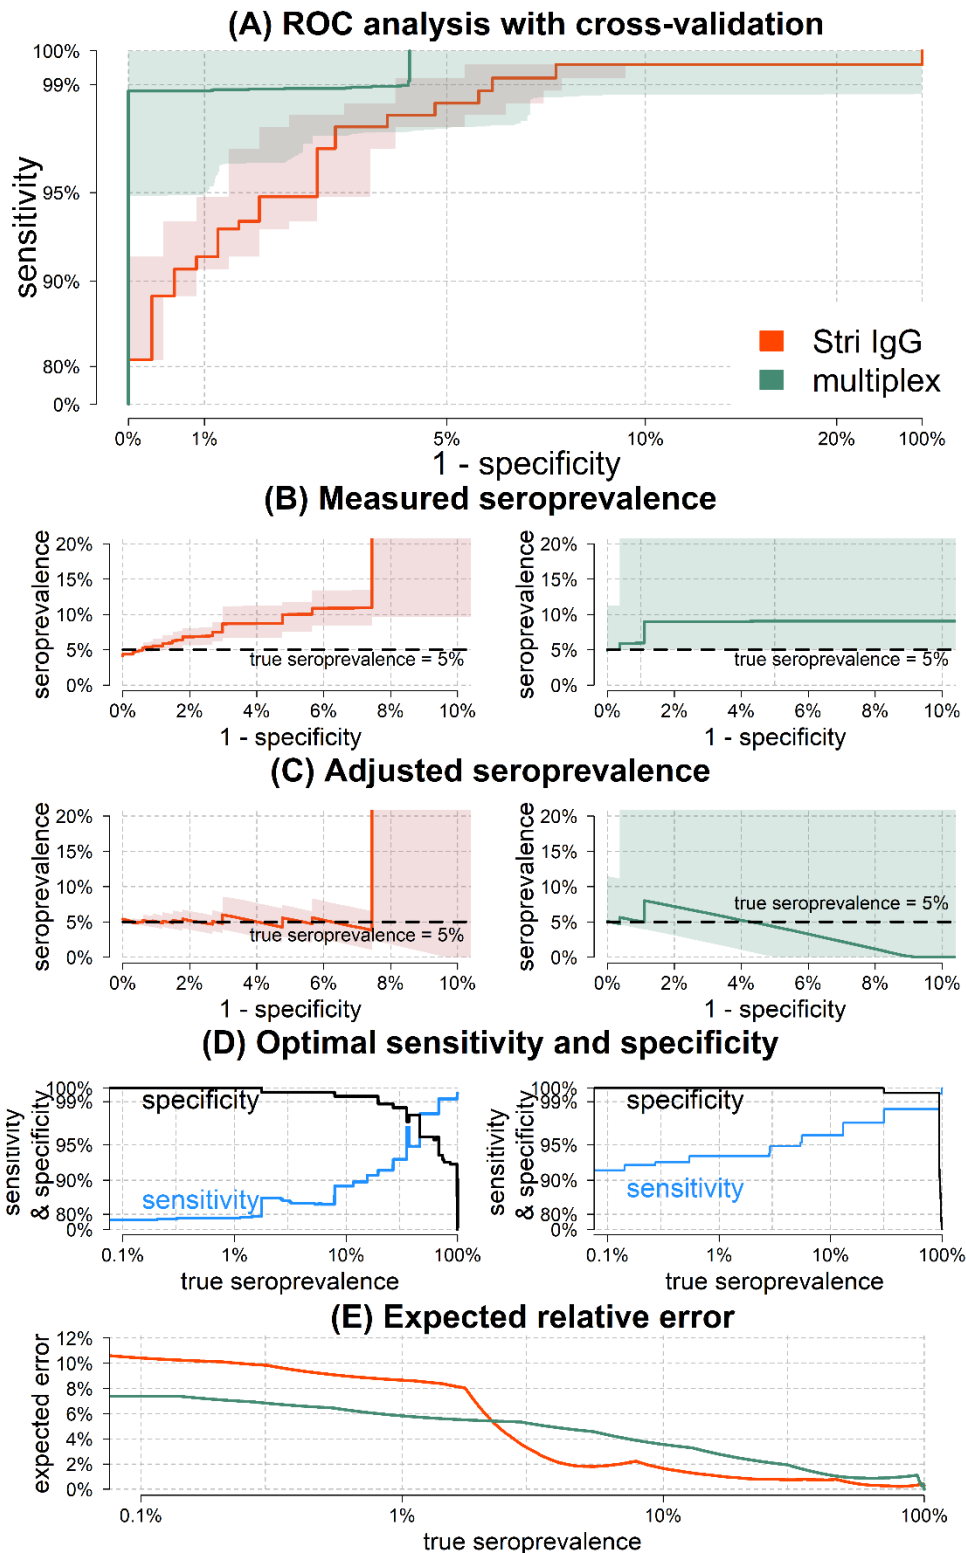 (A) ROC analysis with cross-validation
100%
99%
95%
90%
80%
0%
sensitivity
Stri IgG
multiplex
0% 1% 5% 10% 20% 100%
1 - specificity
(B) Measured seroprevalence
seroprevalence
20%
15%
10%
5%
0%
true seroprevalence = 5%
0% 2% 4% 6% 8% 10%
1 - specificity
seroprevalence
20%
15%
10%
5%
0%
true seroprevalence = 5%
0% 2% 4% 6% 8% 10%
1 - specificity
(C) Adjusted seroprevalence
seroprevalence
20%
15%
10%
5%
0%
true seroprevalence = 5%
0% 2% 4% 6% 8% 10%
1 - specificity
seroprevalence
20%
15%
10%
5%
0%
true seroprevalence = 5%
0% 2% 4% 6% 8% 10%
1 - specificity
(D) Optimal sensitivity and specificity
sensitivity
& specificity
100%
99%
95%
90%
80%
0%
specificity
sensitivity
0.1% 1% 10% 100%
true seroprevalence
sensitivity
& specificity
100%
99%
95%
90%
80%
0%
specificity
sensitivity
0.1% 1% 10% 100%
true seroprevalence
(E) Expected relative error
expected error
12%
10%
8%
6%
4%
2%
0%
0.1% 1% 10% 100%
true seroprevalence